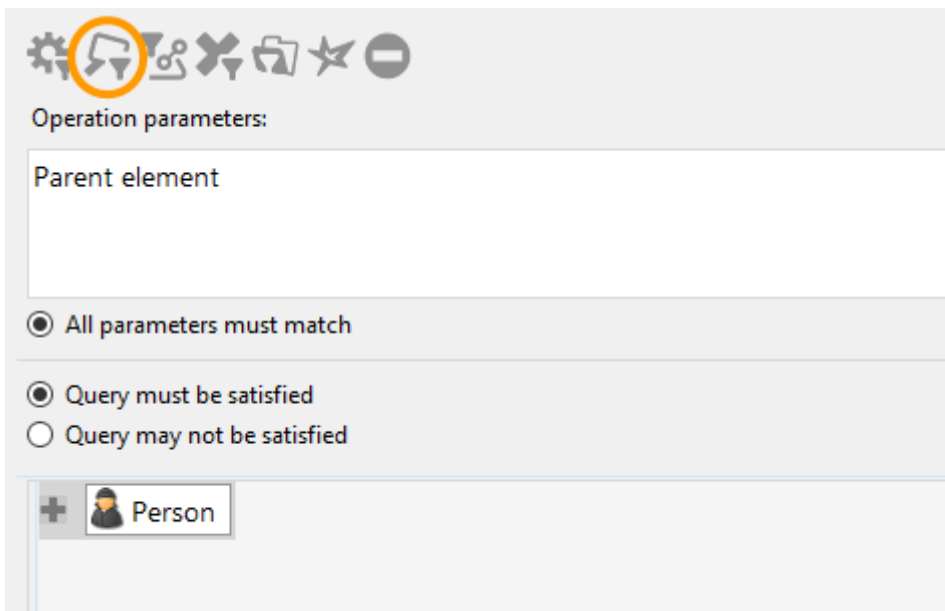 Operation parameters:
Parent element
All parameters must match
Query must be satisfied
Query may not be satisfied
Person